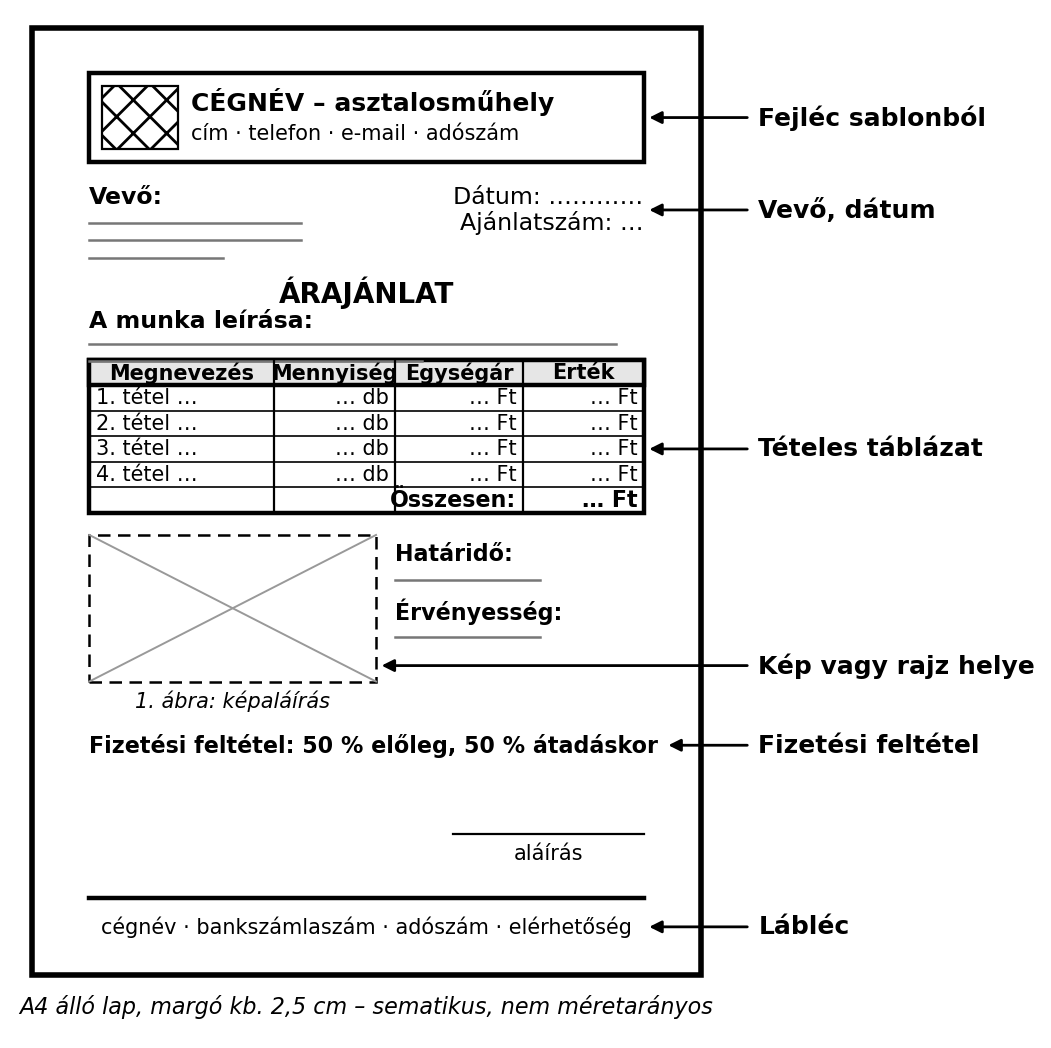 CÉGNÉV – asztalosműhely
cím · telefon · e-mail · adószám
Fejléc sablonból
Vevő:
Dátum: …………
Ajánlatszám: …
Vevő, dátum
ÁRAJÁNLAT
A munka leírása:
Megnevezés Mennyiség Egységár Érték
1. tétel … … db … Ft … Ft
2. tétel … … db … Ft … Ft
3. tétel … … db … Ft … Ft
4. tétel … … db … Ft … Ft
Összesen: … Ft
Tételes táblázat
Határidő:
Érvényesség:
Kép vagy rajz helye
1. ábra: képaláírás
Fizetési feltétel: 50 % előleg, 50 % átadáskor
Fizetési feltétel
aláírás
cégnév · bankszámlaszám · adószám · elérhetőség
Lábléc
A4 álló lap, margó kb. 2,5 cm – sematikus, nem méretarányos